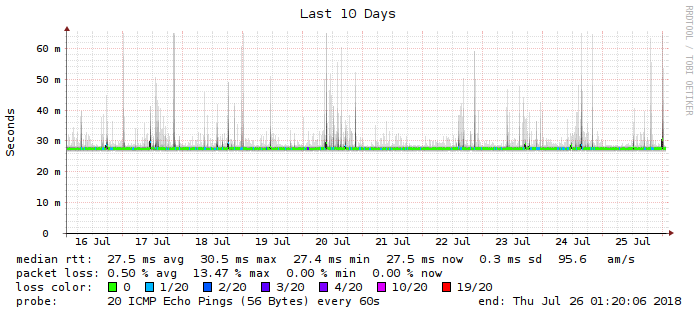 Last 10 Days
RRDTOOL / TOBI OETIKER
Seconds
60 m
50 m
40 m
30 m
20 m
10 m
0
16 Jul 17 Jul 18 Jul 19 Jul 20 Jul 21 Jul 22 Jul 23 Jul 24 Jul 25 Jul
median rtt: 27.5 ms avg 30.5 ms max 27.4 ms min 27.5 ms now 0.3 ms sd 95.6 am/s
packet loss: 0.50 % avg 13.47 % max 0.00 % min 0.00 % now
loss color: 0 1/20 2/20 3/20 4/20 10/20 19/20
probe: 20 ICMP Echo Pings (56 Bytes) every 60s end: Thu Jul 26 01:20:06 2018